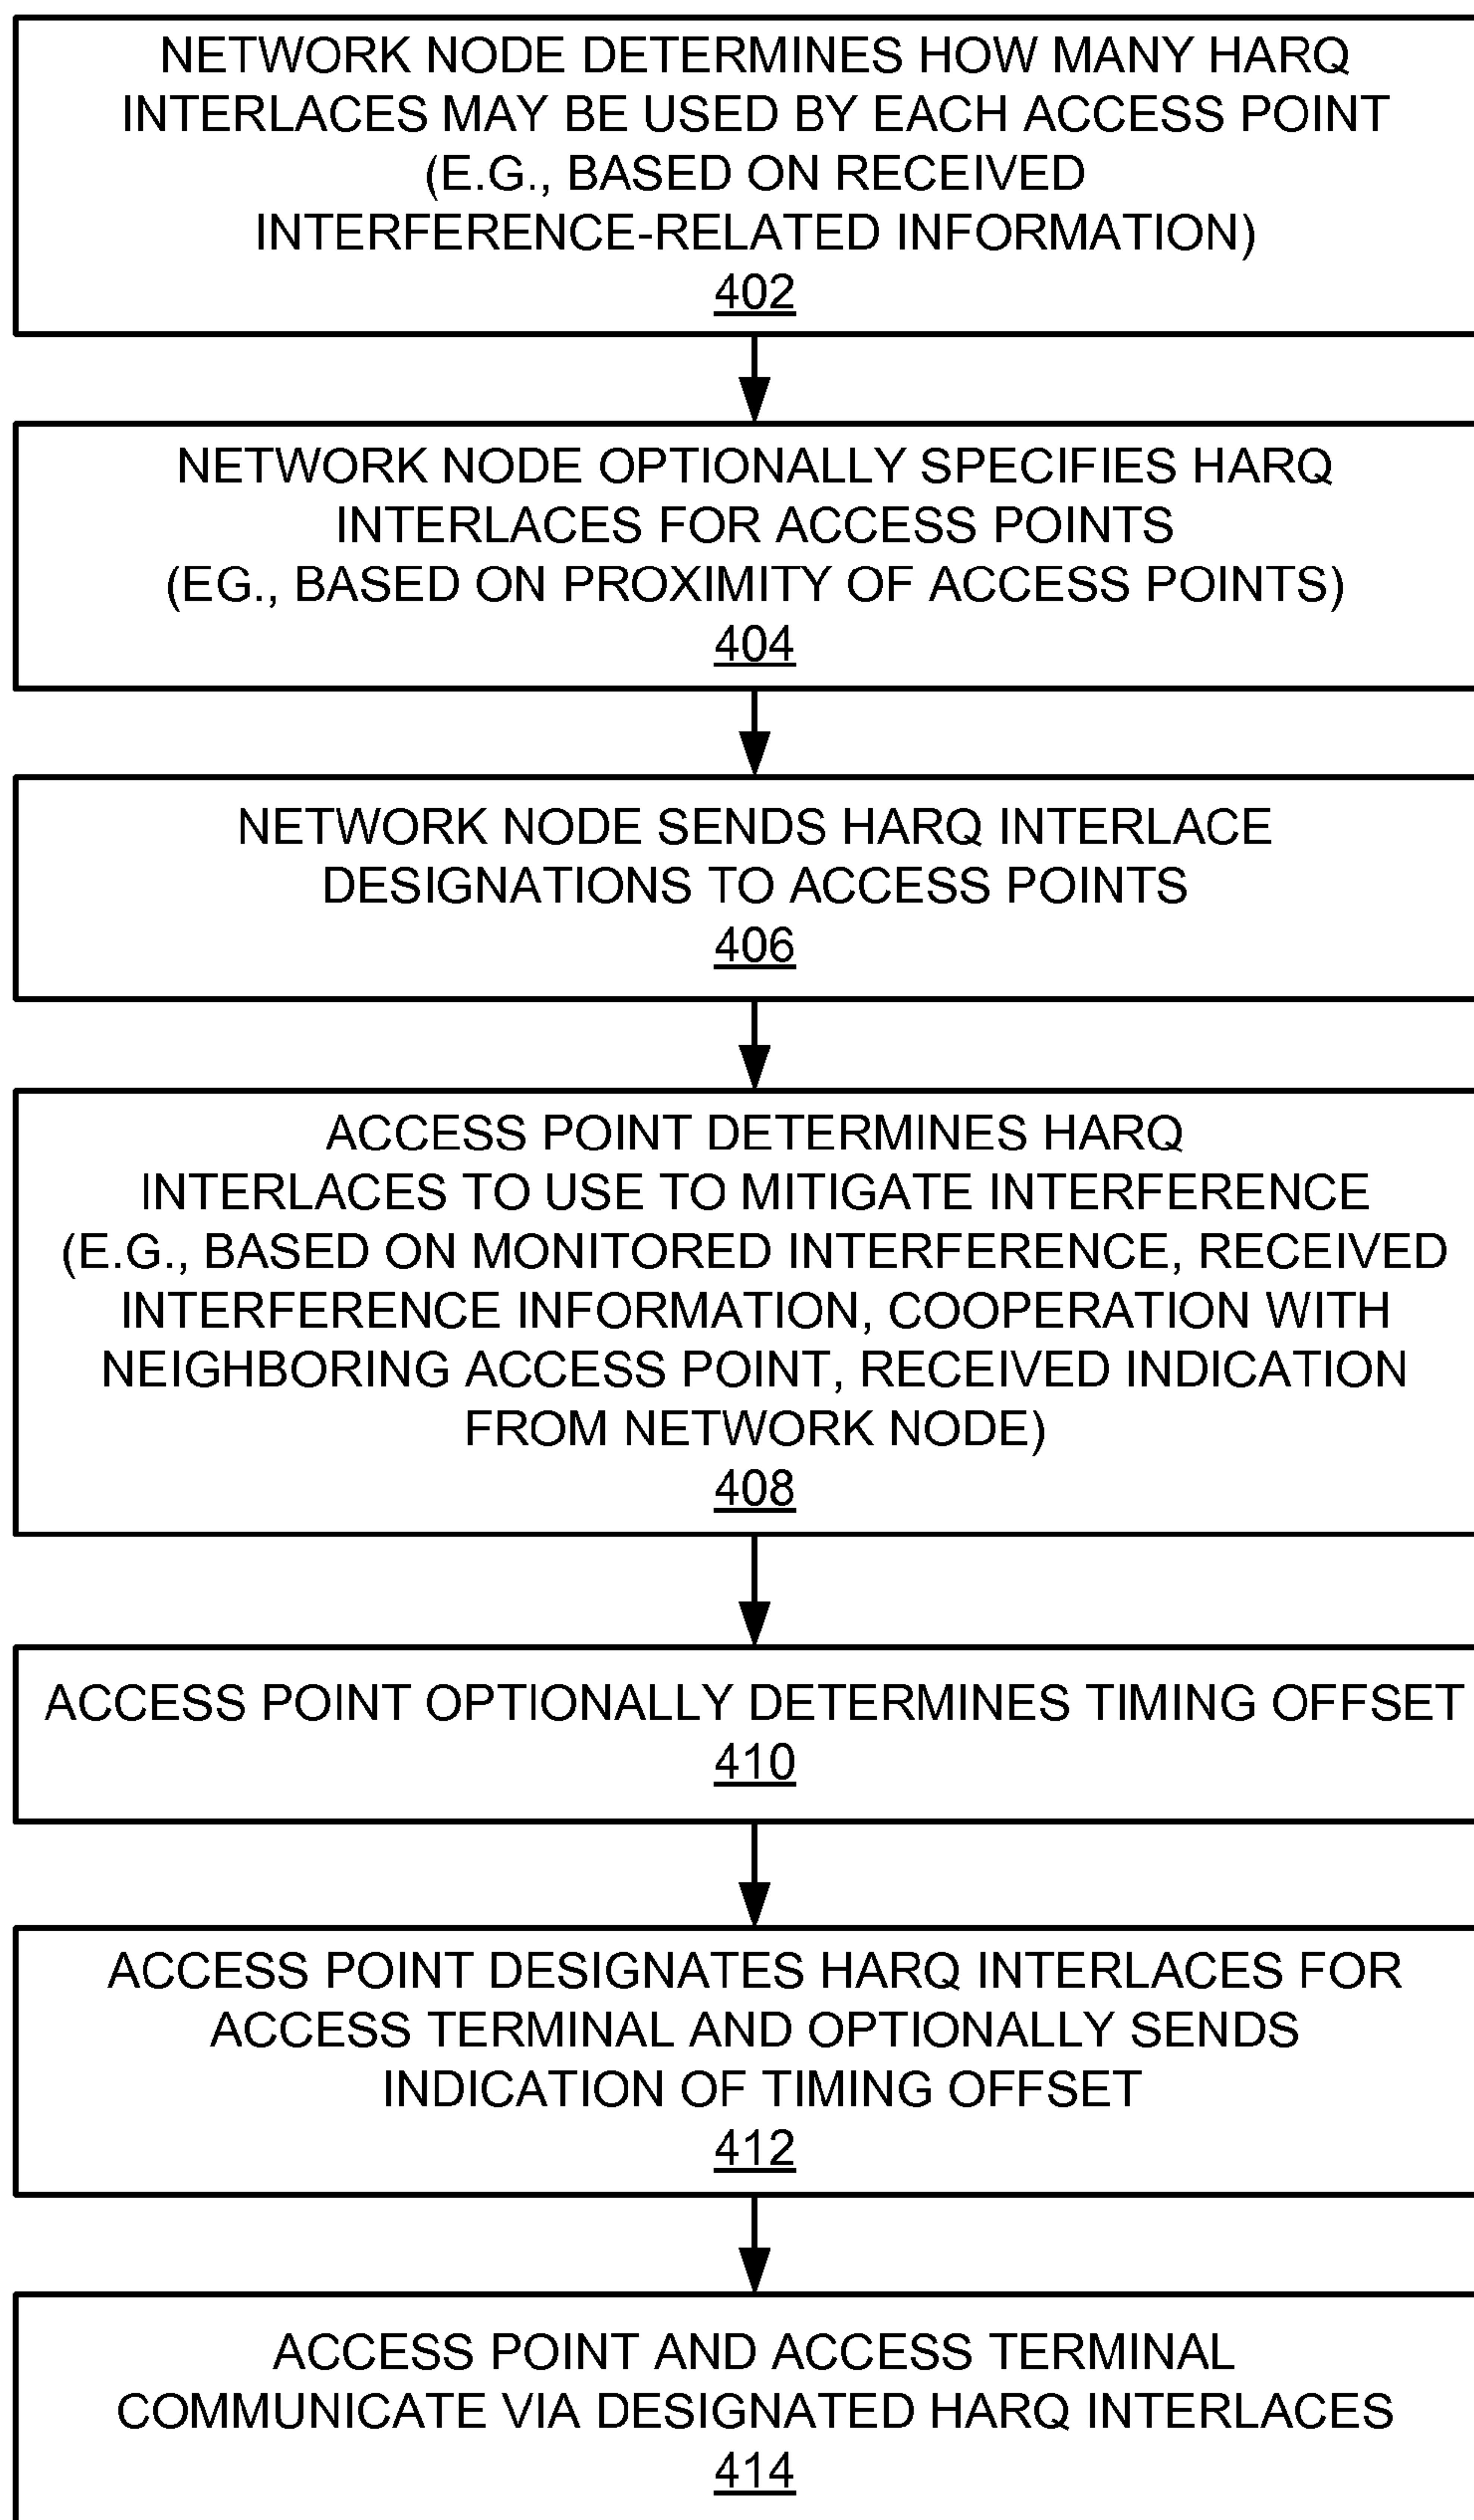 NETWORK NODE DETERMINES HOW MANY HARQ
INTERLACES MAY BE USED BY EACH ACCESS POINT
(E.G., BASED ON RECEIVED
INTERFERENCE-RELATED INFORMATION)
402
NETWORK NODE OPTIONALLY SPECIFIES HARQ
INTERLACES FOR ACCESS POINTS
(EG., BASED ON PROXIMITY OF ACCESS POINTS)
404
NETWORK NODE SENDS HARQ INTERLACE
DESIGNATIONS TO ACCESS POINTS
406
ACCESS POINT DETERMINES HARQ
INTERLACES TO USE TO MITIGATE INTERFERENCE
(E.G., BASED ON MONITORED INTERFERENCE, RECEIVED
INTERFERENCE INFORMATION, COOPERATION WITH
NEIGHBORING ACCESS POINT, RECEIVED INDICATION
FROM NETWORK NODE)
408
ACCESS POINT OPTIONALLY DETERMINES TIMING OFFSET
410
ACCESS POINT DESIGNATES HARQ INTERLACES FOR
ACCESS TERMINAL AND OPTIONALLY SENDS
INDICATION OF TIMING OFFSET
412
ACCESS POINT AND ACCESS TERMINAL
COMMUNICATE VIA DESIGNATED HARQ INTERLACES
414